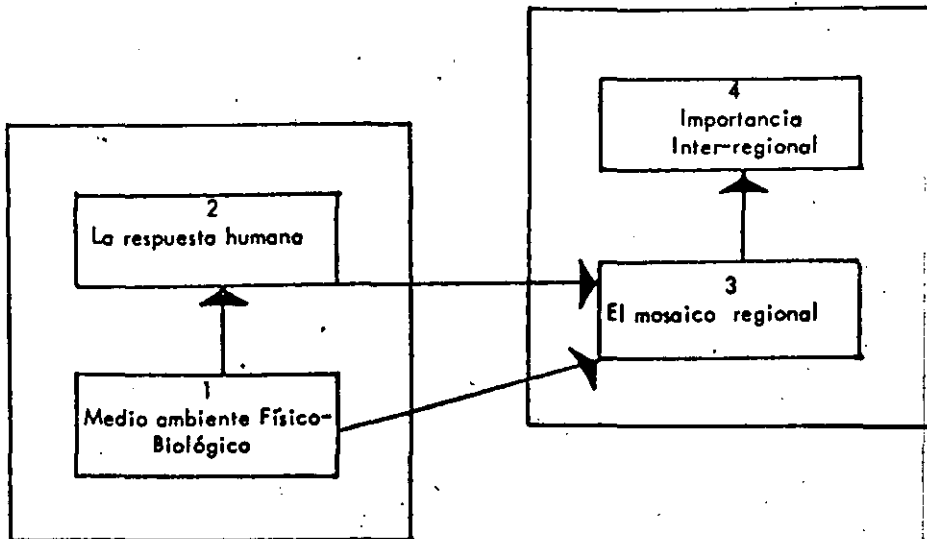 4
Importancia
Inter-regional
2
La respuesta humana
3
El mosaico regional
1
Medio ambiente Físico-
Biológico